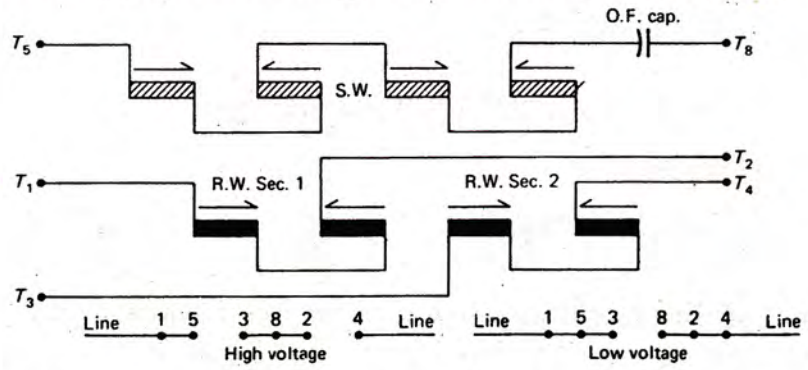 O.F. cap.
T5 T8
S.W.
T2
T1 R.W. Sec. 1 R.W. Sec. 2 T4
T3
Line 1 5 3 8 2 4 Line Line 1 5 3 8 2 4 Line
High voltage Low voltage